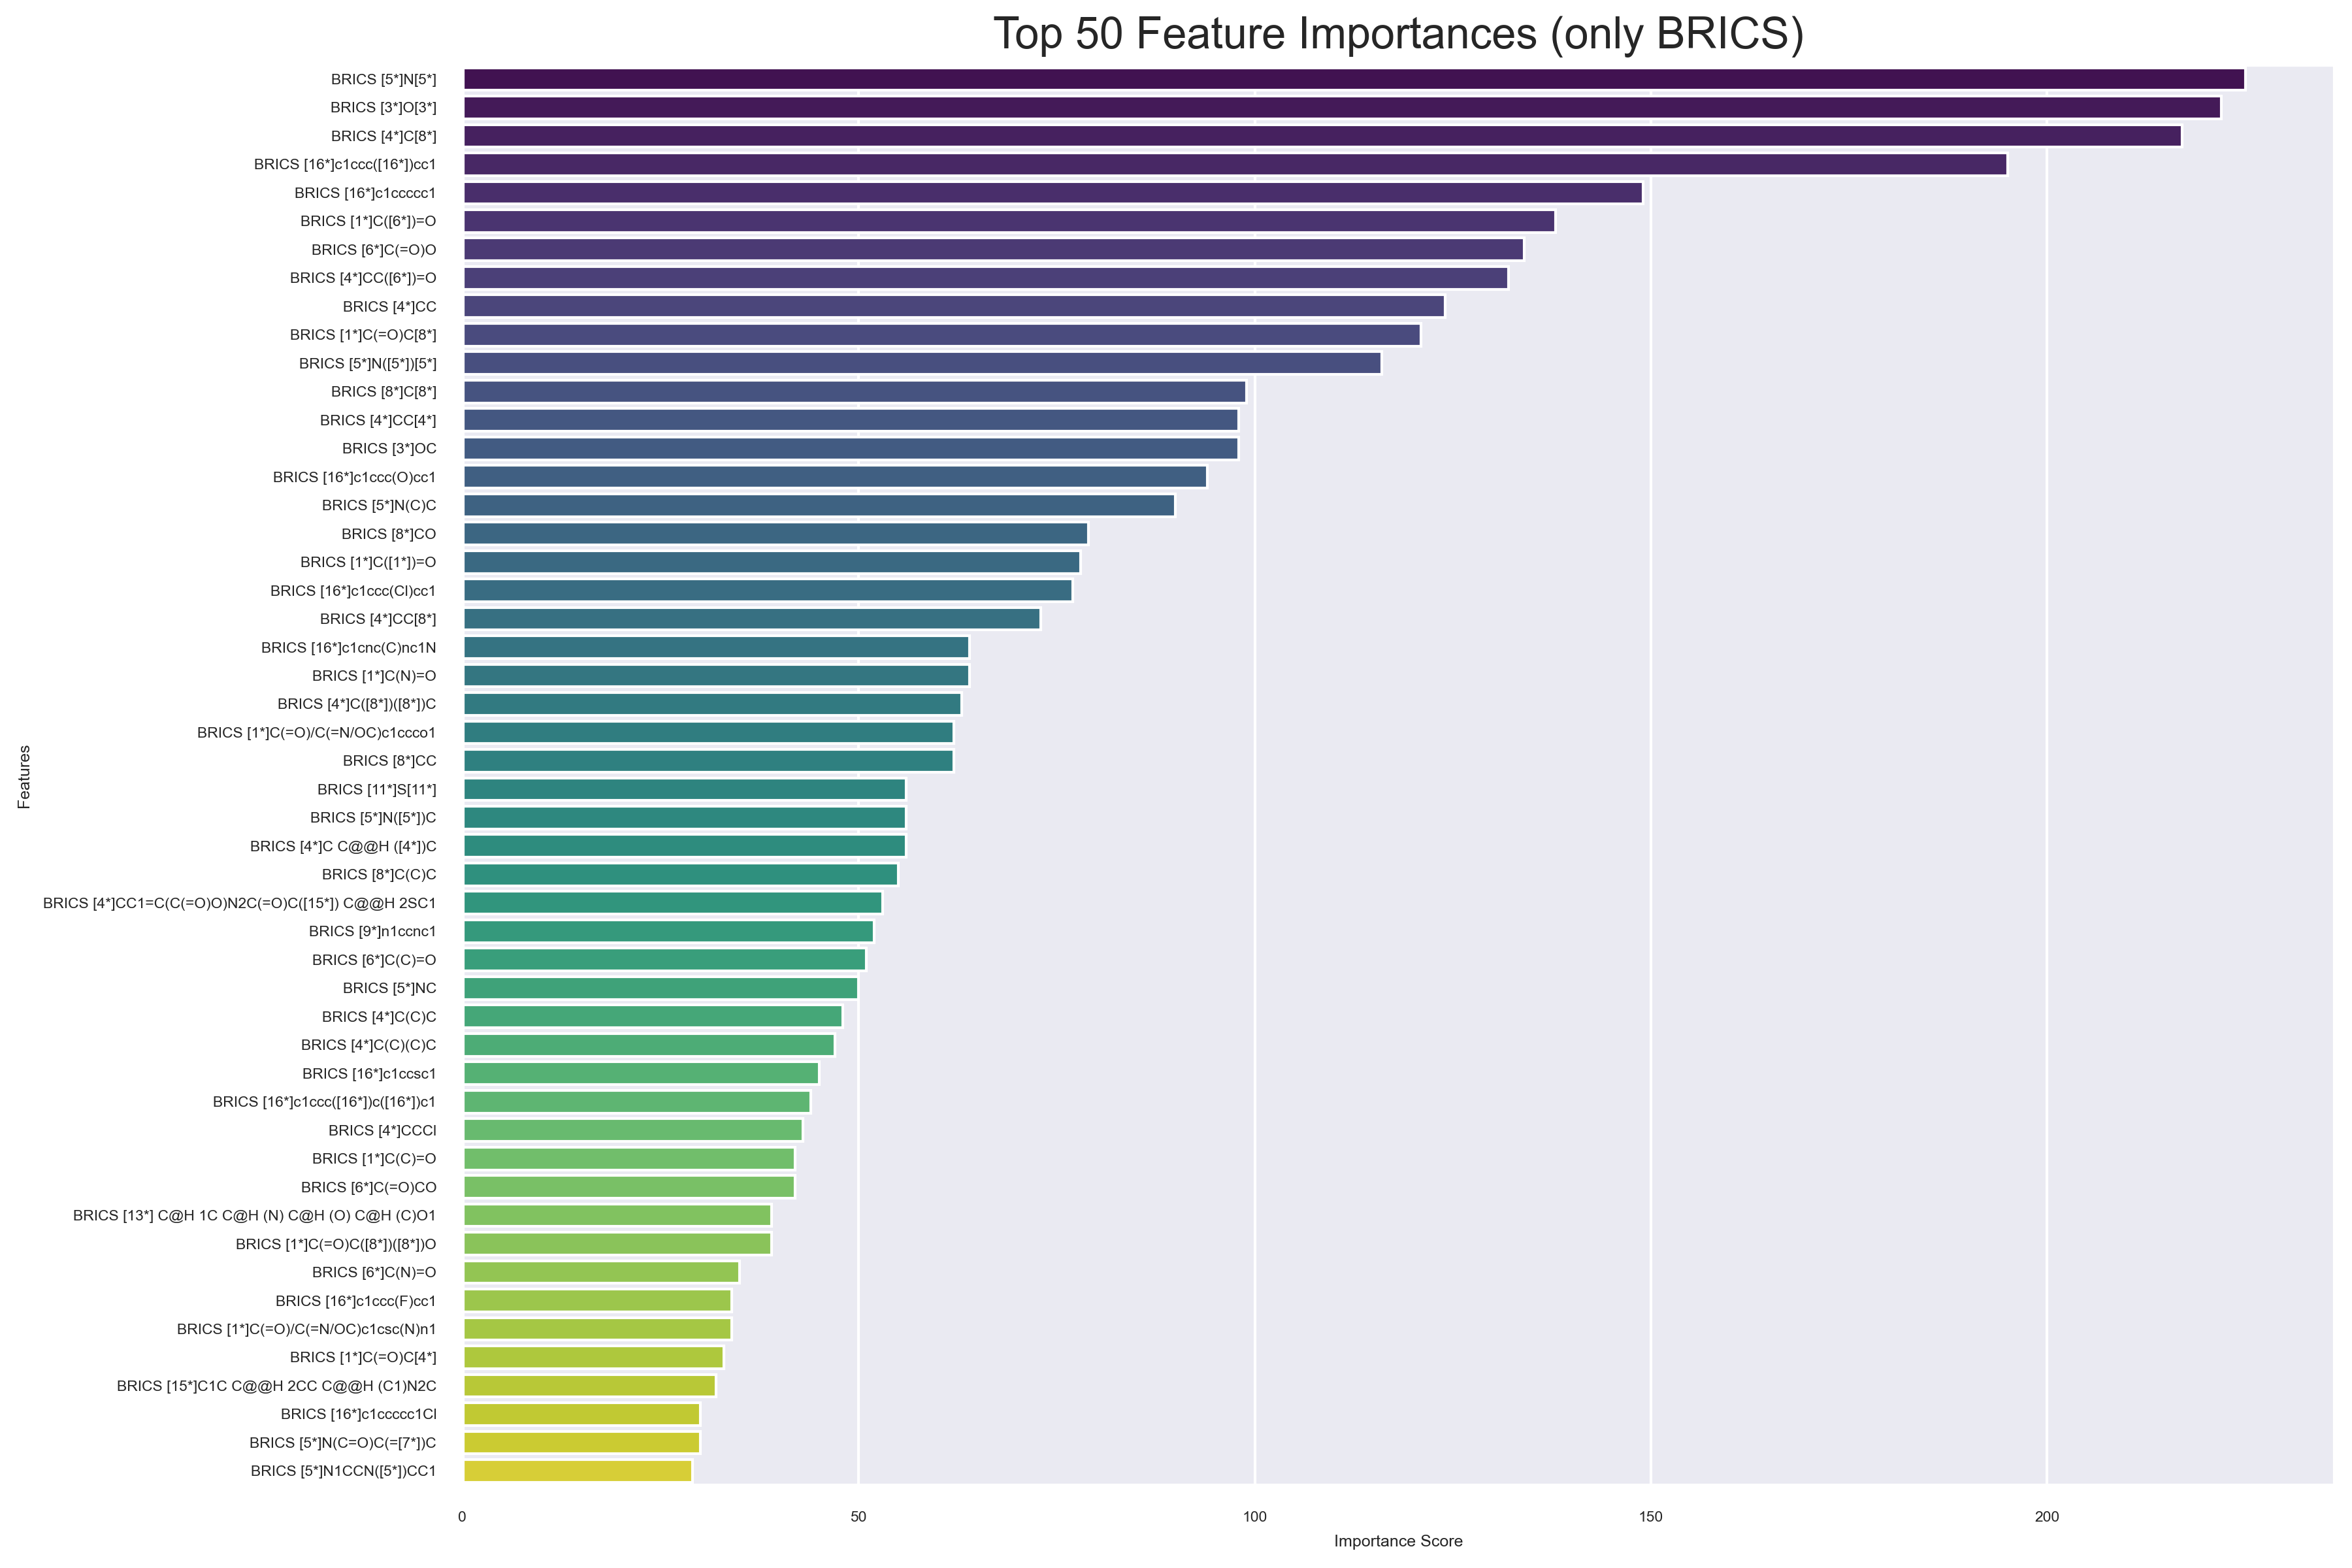 Top 50 Feature Importances (only BRICS)
BRICS [5*]N[5*]
BRICS [3*]O[3*]
BRICS [4*]C[8*]
BRICS [16*]c1ccc([16*])cc1
BRICS [16*]c1ccccc1
BRICS [1*]C([6*])=O
BRICS [6*]C(=O)O
BRICS [4*]CC([6*])=O
BRICS [4*]CC
BRICS [1*]C(=O)C[8*]
BRICS [5*]N([5*])[5*]
BRICS [8*]C[8*]
BRICS [4*]CC[4*]
BRICS [3*]OC
BRICS [16*]c1ccc(O)cc1
BRICS [5*]N(C)C
BRICS [8*]CO
BRICS [1*]C([1*])=O
BRICS [16*]c1ccc(Cl)cc1
BRICS [4*]CC[8*]
BRICS [16*]c1cnc(C)nc1N
BRICS [1*]C(N)=O
BRICS [4*]C([8*])([8*])C
BRICS [1*]C(=O)/C(=N/OC)c1ccco1
BRICS [8*]CC
BRICS [11*]S[11*]
BRICS [5*]N([5*])C
BRICS [4*]C C@@H ([4*])C
BRICS [8*]C(C)C
BRICS [4*]CC1=C(C(=O)O)N2C(=O)C([15*]) C@@H 2SC1
BRICS [9*]n1ccnc1
BRICS [6*]C(C)=O
BRICS [5*]NC
BRICS [4*]C(C)C
BRICS [4*]C(C)(C)C
BRICS [16*]c1ccsc1
BRICS [16*]c1ccc([16*])c([16*])c1
BRICS [4*]CCCl
BRICS [1*]C(C)=O
BRICS [6*]C(=O)CO
BRICS [13*] C@H 1C C@H (N) C@H (O) C@H (C)O1
BRICS [1*]C(=O)C([8*])([8*])O
BRICS [6*]C(N)=O
BRICS [16*]c1ccc(F)cc1
BRICS [1*]C(=O)/C(=N/OC)c1csc(N)n1
BRICS [1*]C(=O)C[4*]
BRICS [15*]C1C C@@H 2CC C@@H (C1)N2C
BRICS [16*]c1ccccc1Cl
BRICS [5*]N(C=O)C(=[7*])C
BRICS [5*]N1CCN([5*])CC1
Features
0 50 100 150 200
Importance Score